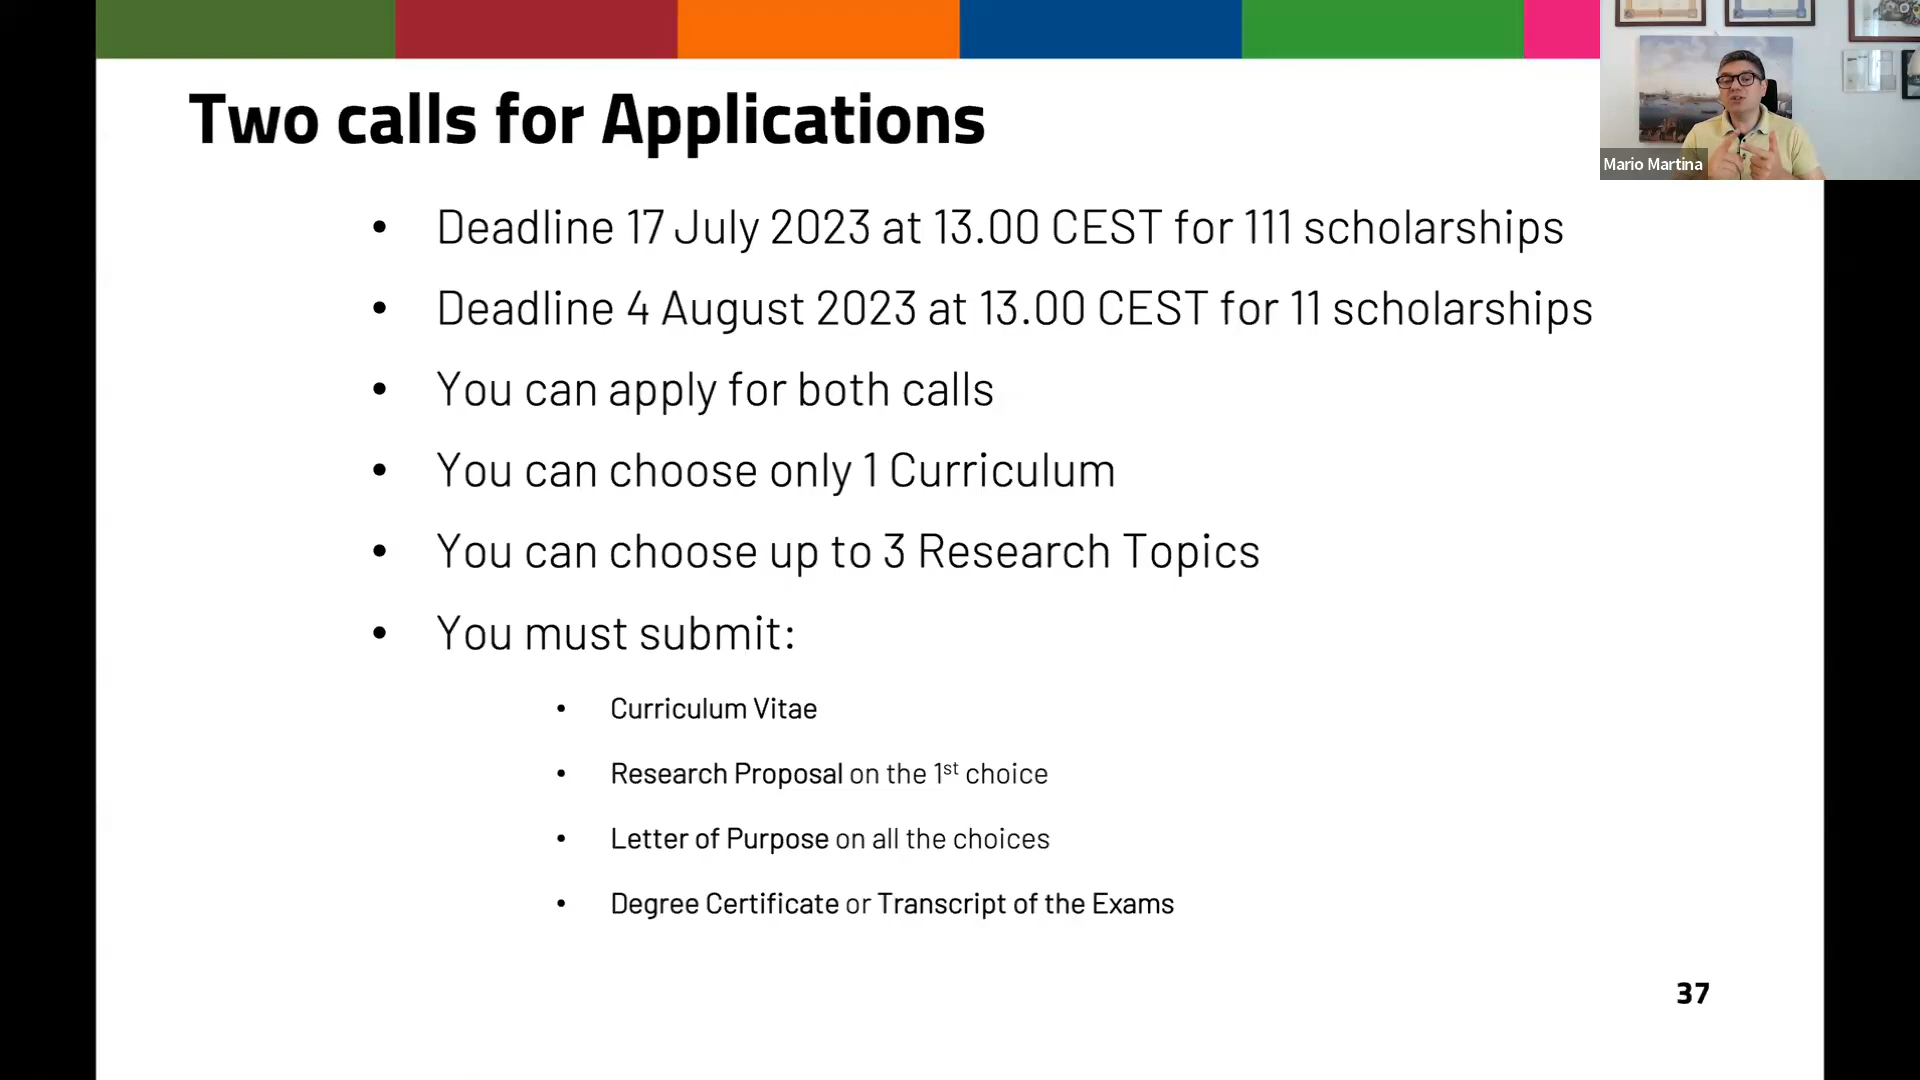 Two calls for Applications
Mario Martina
• Deadline 17 July 2023 at 13.00 CEST for 111 scholarships
• Deadline 4 August 2023 at 13.00 CEST for 11 scholarships
• You can apply for both calls
• You can choose only 1 Curriculum
• You can choose up to 3 Research Topics
• You must submit:
• Curriculum Vitae
• Research Proposal on the 1st choice
• Letter of Purpose on all the choices
• Degree Certificate or Transcript of the Exams
37